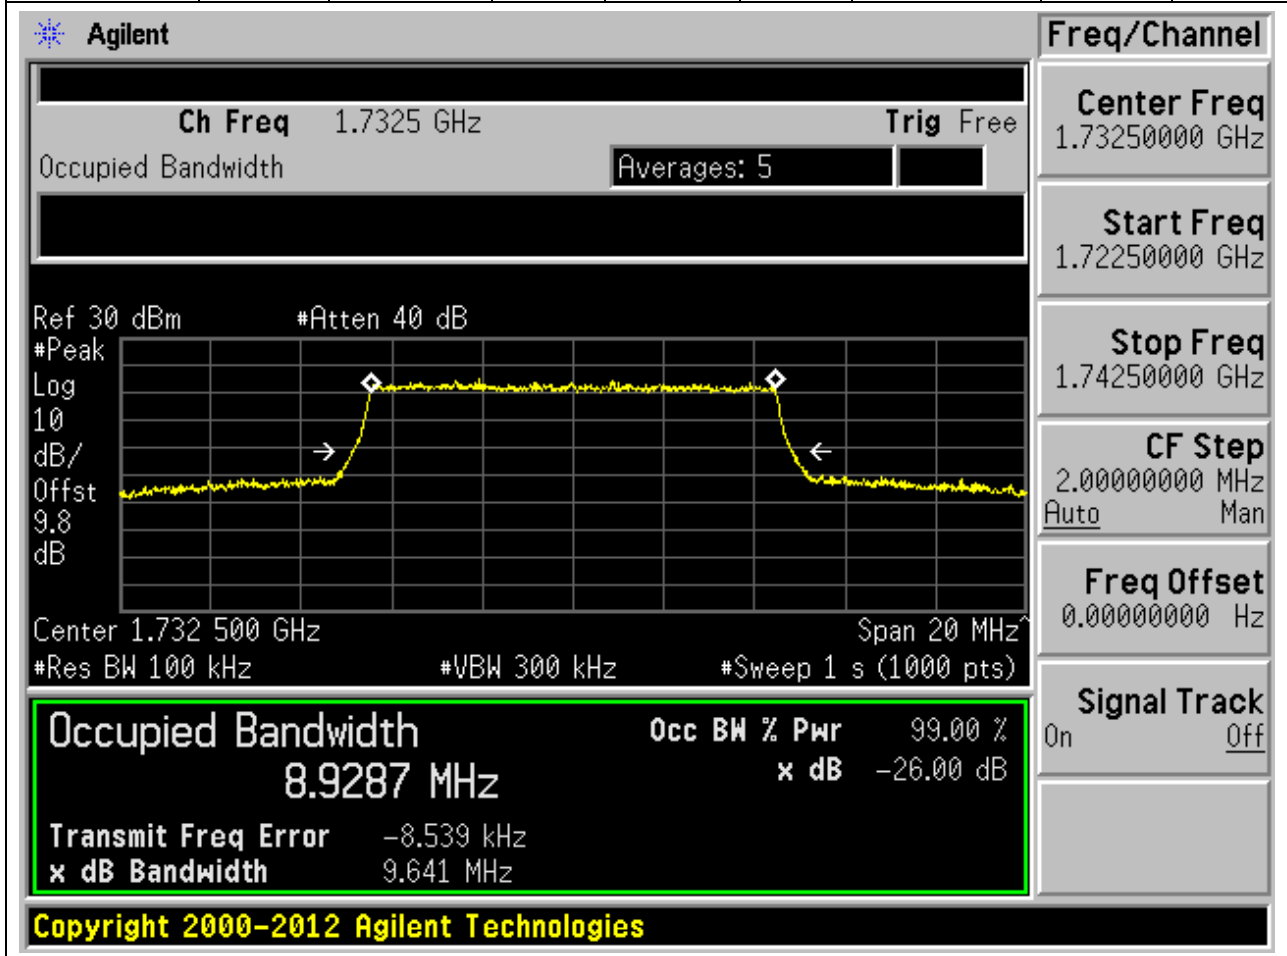 Agilent
Freq/Channel
Ch Freq 1.7325 GHz Trig Free
Occupied Bandwidth Averages: 5
Center Freq
1.73250000 GHz
Start Freq
1.72250000 GHz
Stop Freq
1.74250000 GHz
CF Step
2.00000000 MHz
Auto Man
Freq Offset
0.00000000 Hz
Signal Track
On Off
Ref 30 dBm #Atten 40 dB
#Peak
Log
10
dB/
Offst
9.8
dB
Center 1.732 500 GHz Span 20 MHz^
#Res BW 100 kHz #VBW 300 kHz #Sweep 1 s (1000 pts)
Occupied Bandwidth
8.9287 MHz
Occ BW % Pwr 99.00 %
x dB -26.00 dB
Transmit Freq Error -8.539 kHz
x dB Bandwidth 9.641 MHz
Copyright 2000-2012 Agilent Technologies